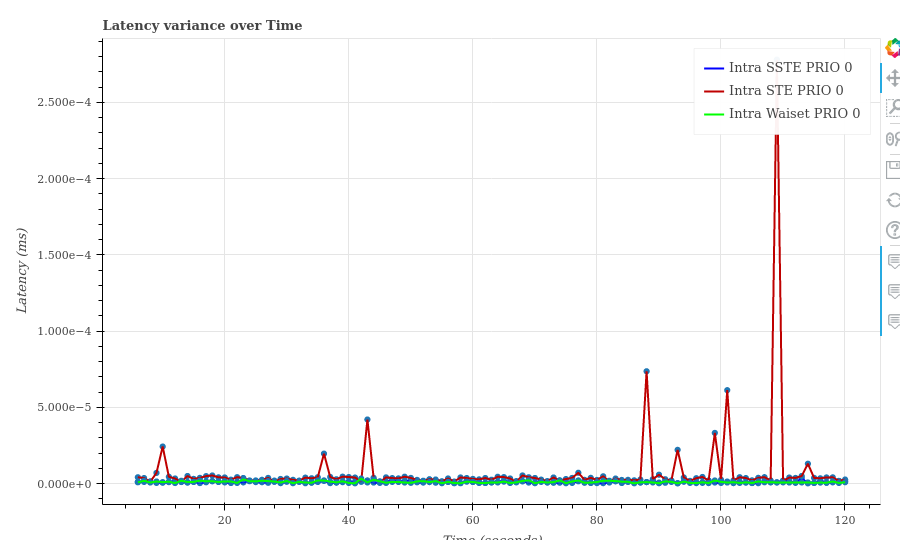 Latency variance over Time
Intra SSTE PRIO 0
Intra STE PRIO 0
Intra Waiset PRIO 0
2.500e−4
2.000e−4
1.500e−4
1.000e−4
5.000e−5
0.000e+0
Latency (ms)
20 40 60 80 100 120
Time (seconds)